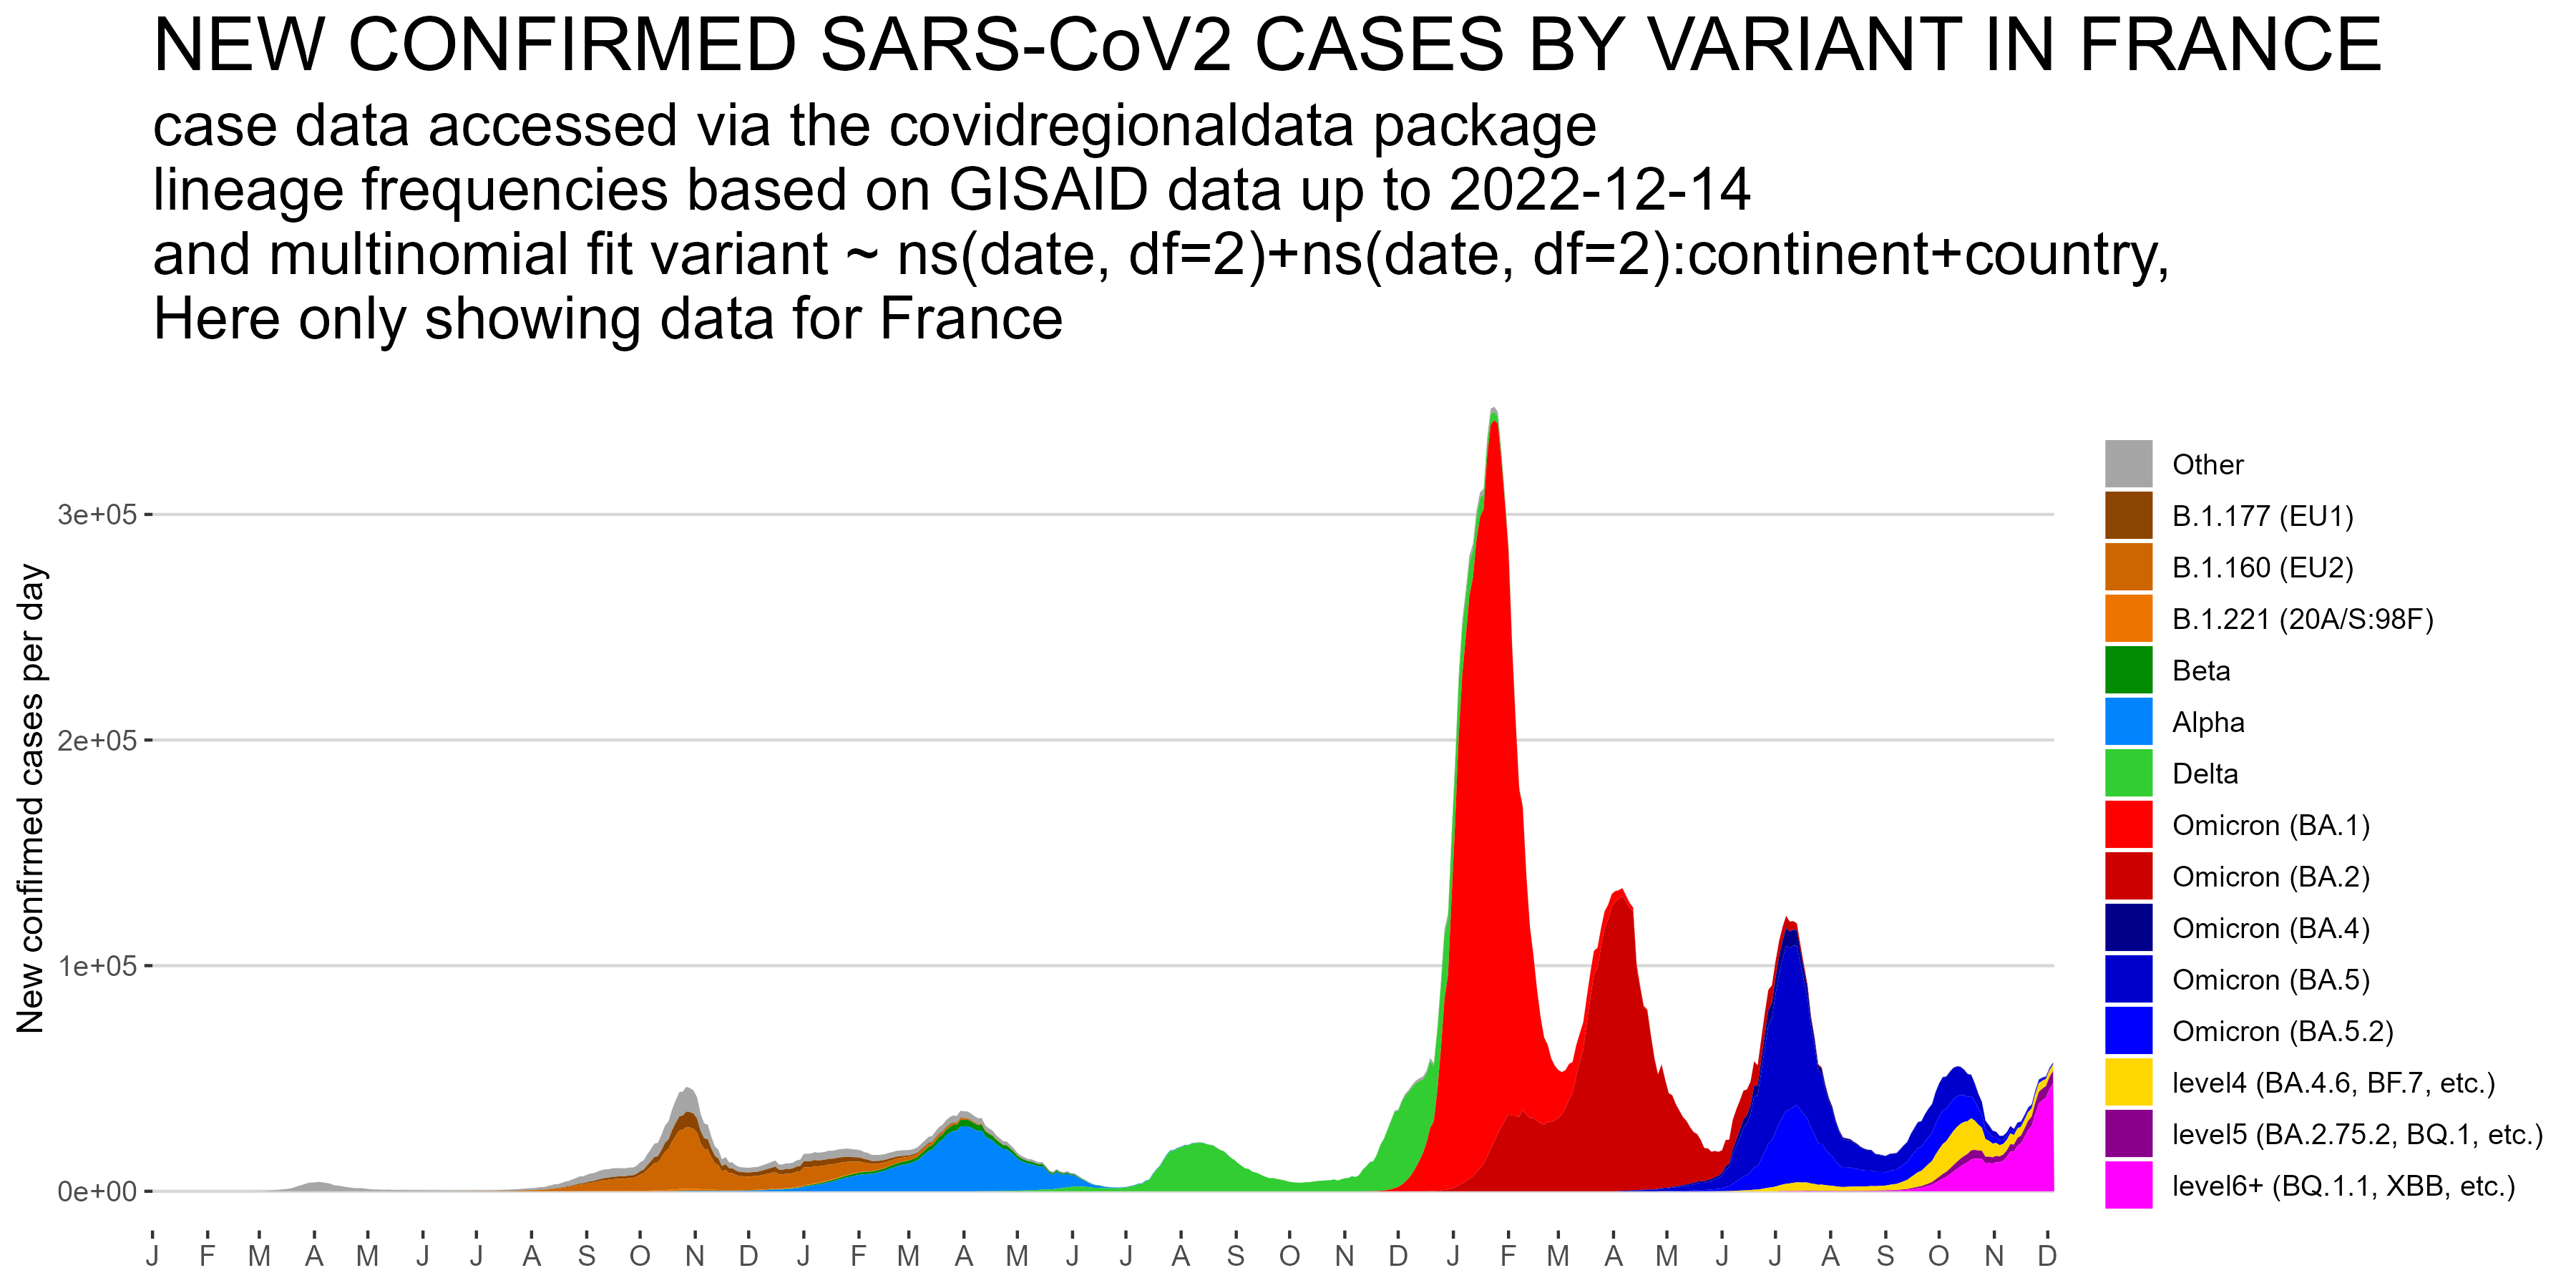 NEW CONFIRMED SARS-CoV2 CASES BY VARIANT IN FRANCE
case data accessed via the covidregionaldata package
lineage frequencies based on GISAID data up to 2022-12-14
and multinomial fit variant ~ ns(date, df=2)+ns(date, df=2):continent+country,
Here only showing data for France
New confirmed cases per day
3e+05
2e+05
1e+05
0e+00
J F M A M J J A S O N D J F M A M J J A S O N D J F M A M J J A S O N D
Other
B.1.177 (EU1)
B.1.160 (EU2)
B.1.221 (20A/S:98F)
Beta
Alpha
Delta
Omicron (BA.1)
Omicron (BA.2)
Omicron (BA.4)
Omicron (BA.5)
Omicron (BA.5.2)
level4 (BA.4.6, BF.7, etc.)
level5 (BA.2.75.2, BQ.1, etc.)
level6+ (BQ.1.1, XBB, etc.)